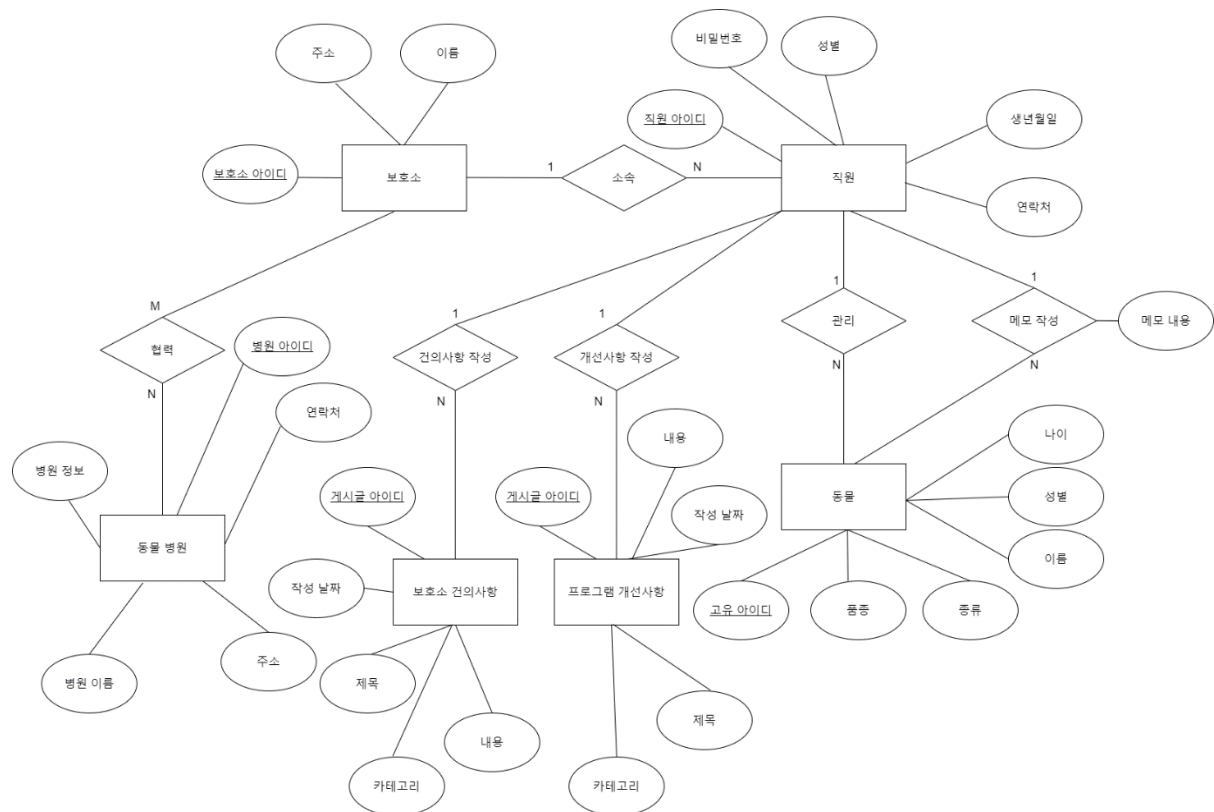 비밀번호
성별
주소
이름
직원 아이디
생년월일
보호소 아이디
보호소
1
소속
N
직원
연락처
M
1
1
1
1
협력
병원 아이디
건의사항 작성
개선사항 작성
관리
메모 작성
메모 내용
N
N
N
N
N
연락처
내용
나이
병원 정보
게시글 아이디
게시글 아이디
작성 날짜
동물
성별
동물 병원
이름
작성 날짜
보호소 건의사항
프로그램 개선사항
고유 아이디
품종
종류
병원 이름
주소
제목
내용
제목
카테고리
카테고리